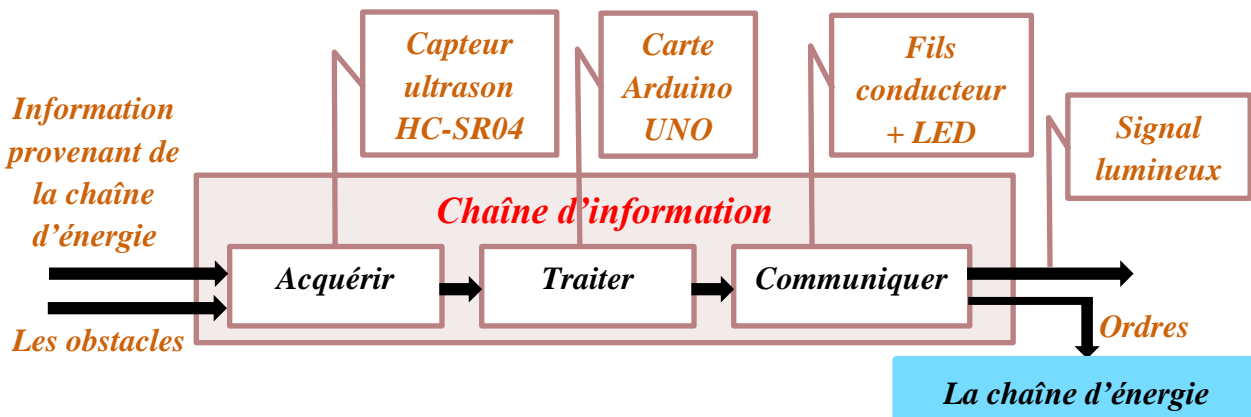 Capteur
ultrason
HC-SR04
Carte
Arduino
UNO
Fils
conducteur
+ LED
Signal
lumineux
Information
provenant de
la chaîne
d’énergie
Chaîne d’information
Acquérir
Traiter
Communiquer
Les obstacles
Ordres
La chaîne d’énergie